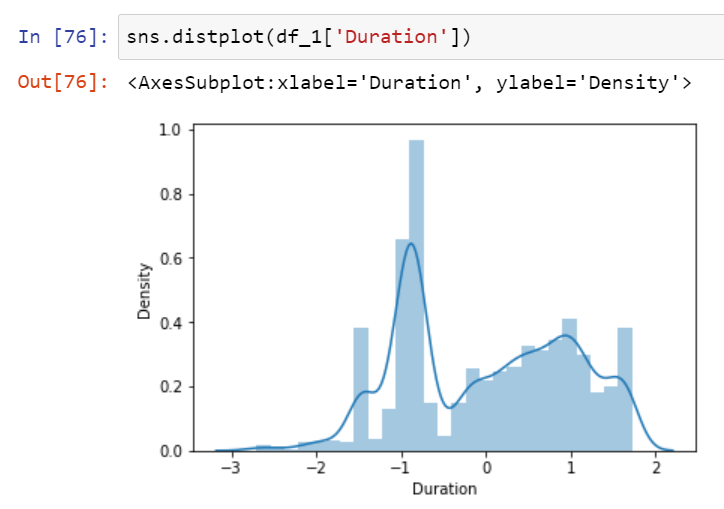 In [76]: sns.distplot(df_1['Duration'])
Out[76]: <AxesSubplot:xlabel='Duration', ylabel='Density'>
1.0
0.8
0.6
0.4
0.2
0.0
Density
−3 −2 −1 0 1 2
Duration